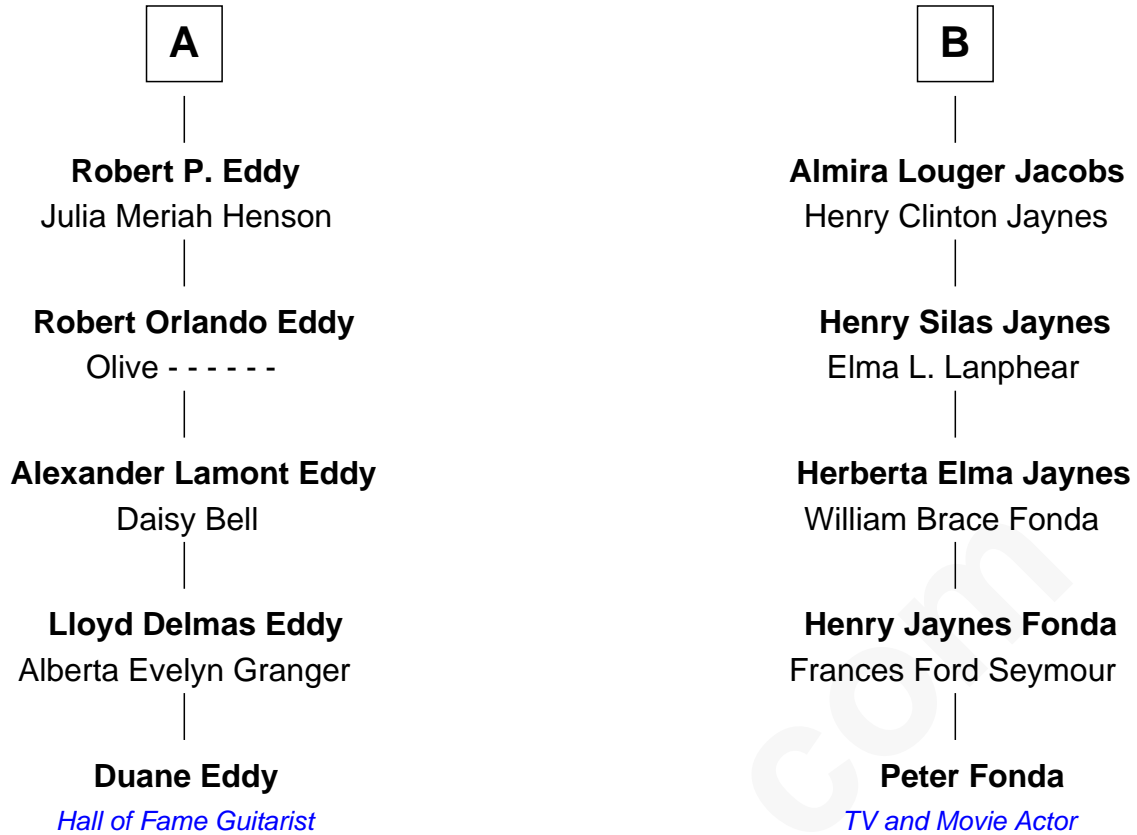 A
Robert P. Eddy
Julia Meriah Henson
Robert Orlando Eddy
Olive - - - - - -
Alexander Lamont Eddy
Daisy Bell
Lloyd Delmas Eddy
Alberta Evelyn Granger
Duane Eddy
Hall of Fame Guitarist
B
Almira Louger Jacobs
Henry Clinton Jaynes
Henry Silas Jaynes
Elma L. Lanphear
Herberta Elma Jaynes
William Brace Fonda
Henry Jaynes Fonda
Frances Ford Seymour
Peter Fonda
TV and Movie Actor
com